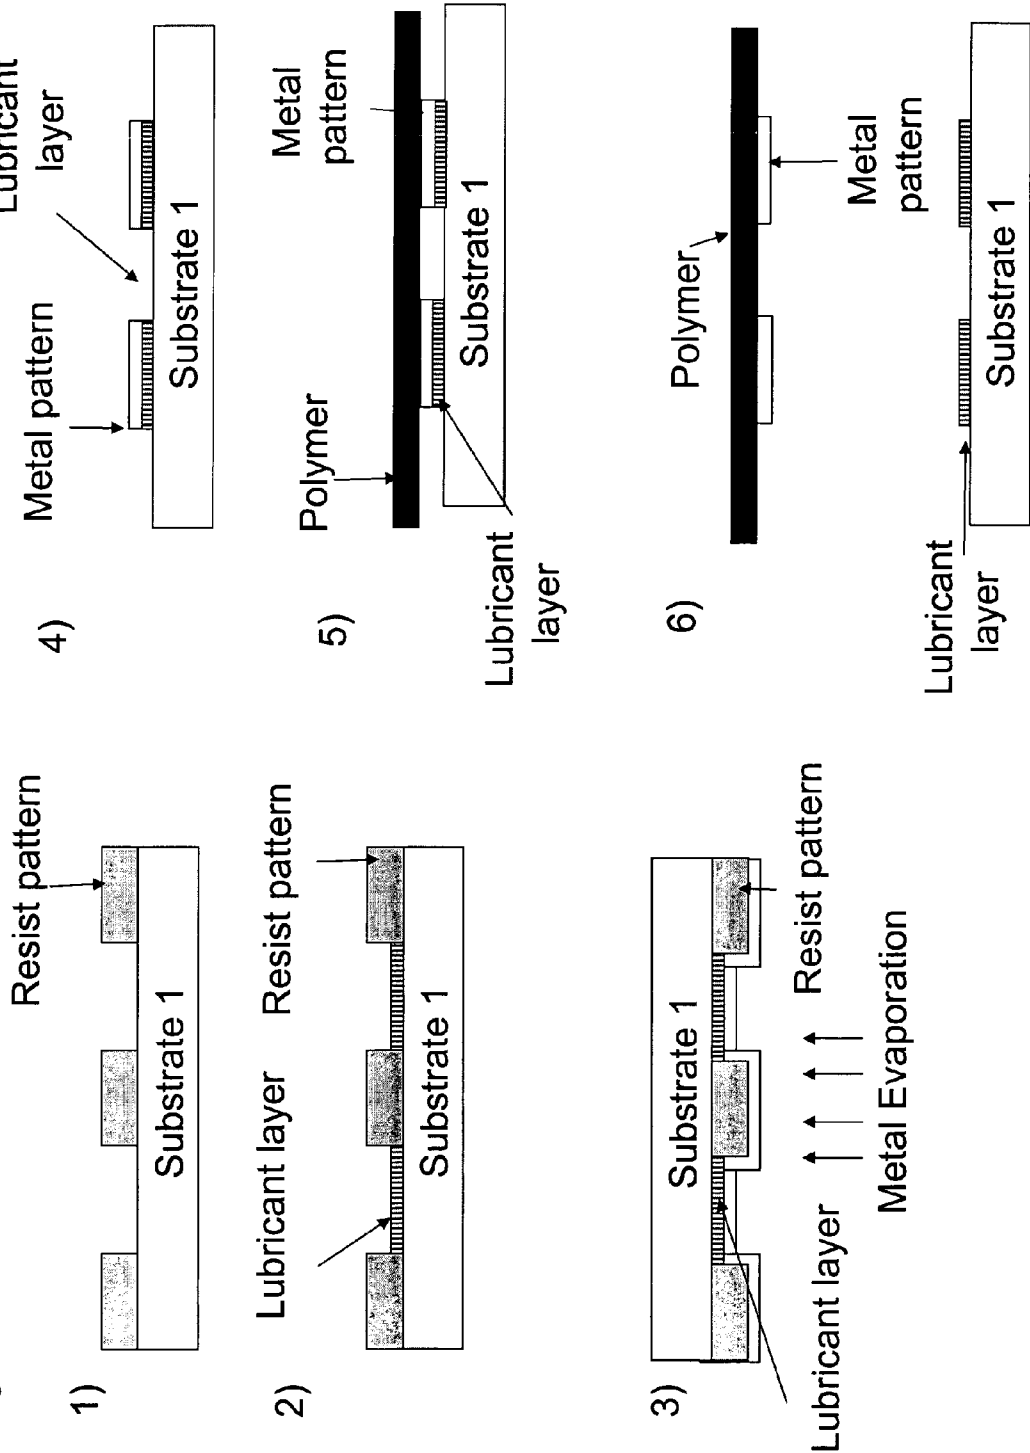 1)
Resist pattern
Substrate 1
2)
Lubricant layer
Resist pattern
Substrate 1
3)
Substrate 1
Lubricant layer
Resist pattern
Metal Evaporation
4)
Metal pattern
Lubricant
layer
Substrate 1
5)
Polymer
Metal
pattern
Substrate 1
Lubricant
layer
6)
Polymer
Metal
pattern
Lubricant
layer
Substrate 1